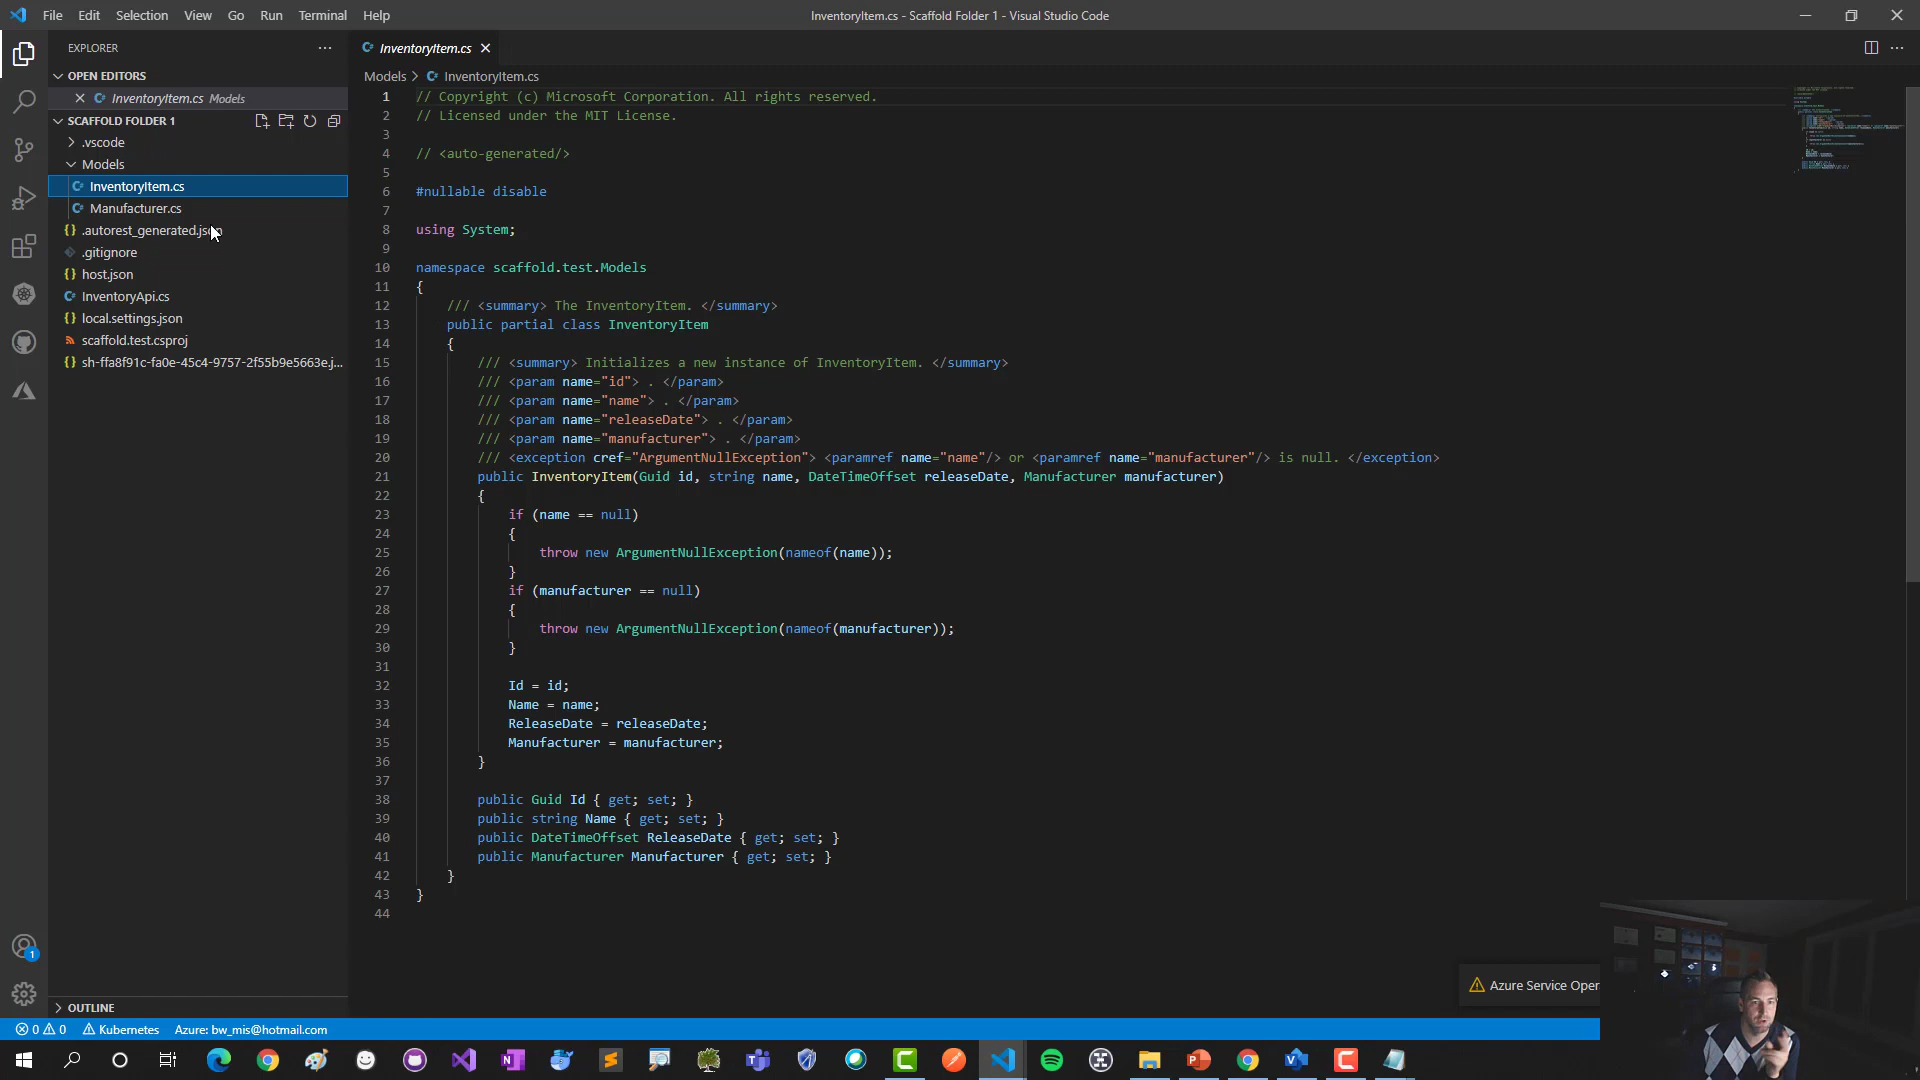 File Edit Selection View Go Run Terminal Help
InventoryItem.cs - Scaffold Folder 1 - Visual Studio Code
EXPLORER
OPEN EDITORS
InventoryItem.cs Models
SCAFFOLD FOLDER 1
.vscode
Models
InventoryItem.cs
Manufacturer.cs
.autorest_generated.json
.gitignore
host.json
InventoryApi.cs
local.settings.json
scaffold.test.csproj
sh-ffa8f91c-fa0e-45c4-9757-2f55b9e5663e.j...
OUTLINE
InventoryItem.cs
Models > InventoryItem.cs
1 // Copyright (c) Microsoft Corporation. All rights reserved.
2 // Licensed under the MIT License.
3
4 // <auto-generated/>
5
6 #nullable disable
7
8 using System;
9
10 namespace scaffold.test.Models
11 {
12 /// <summary> The InventoryItem. </summary>
13 public partial class InventoryItem
14 {
15 /// <summary> Initializes a new instance of InventoryItem. </summary>
16 /// <param name="id"> . </param>
17 /// <param name="name"> . </param>
18 /// <param name="releaseDate"> . </param>
19 /// <param name="manufacturer"> . </param>
20 /// <exception cref="ArgumentNullException"> <paramref name="name"/> or <paramref name="manufacturer"/> is null. </exception>
21 public InventoryItem(Guid id, string name, DateTimeOffset releaseDate, Manufacturer manufacturer)
22 {
23 if (name == null)
24 {
25 throw new ArgumentNullException(nameof(name));
26 }
27 if (manufacturer == null)
28 {
29 throw new ArgumentNullException(nameof(manufacturer));
30 }
31
32 Id = id;
33 Name = name;
34 ReleaseDate = releaseDate;
35 Manufacturer = manufacturer;
36 }
37
38 public Guid Id { get; set; }
39 public string Name { get; set; }
40 public DateTimeOffset ReleaseDate { get; set; }
41 public Manufacturer Manufacturer { get; set; }
42 }
43 }
44
Azure Service Oper
1
0 0 Kubernetes Azure: bw_mis@hotmail.com